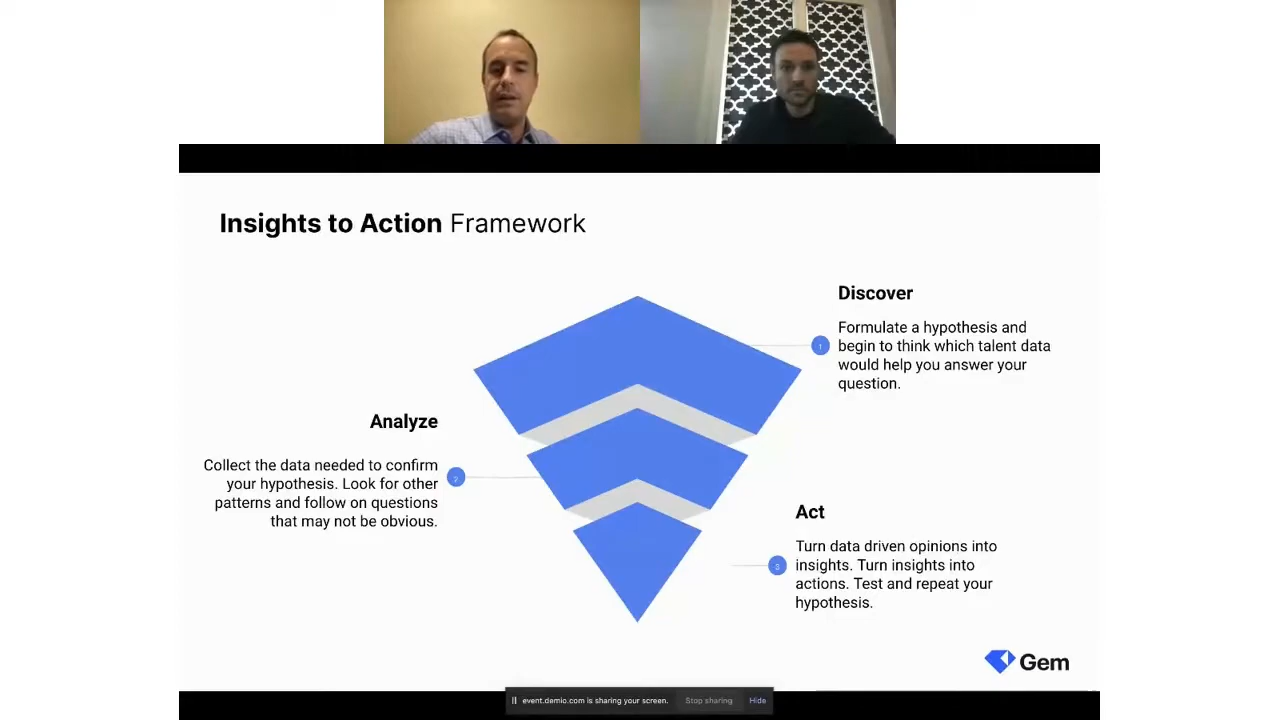 Insights to Action Framework
Discover
Formulate a hypothesis and
begin to think which talent data
would help you answer your
question.
1
Analyze
Collect the data needed to confirm
your hypothesis. Look for other
patterns and follow on questions
that may not be obvious.
2
Act
Turn data driven opinions into
insights. Turn insights into
actions. Test and repeat your
hypothesis.
3
Gem
event.demio.com is sharing your screen.
Stop sharing
Hide